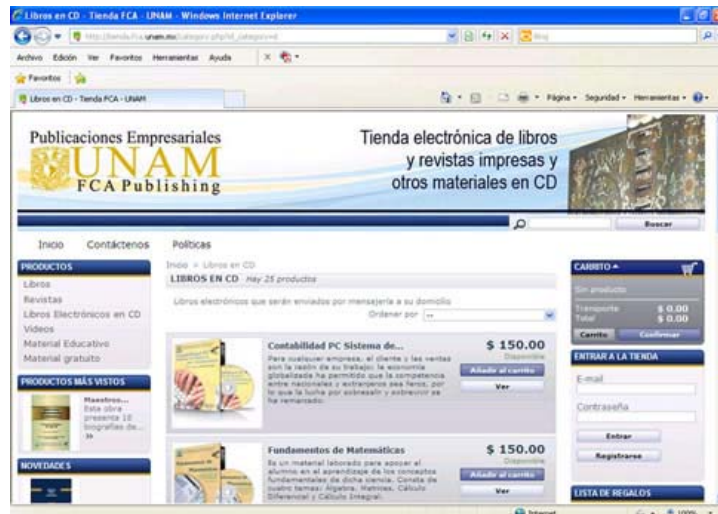 Libros en CD - Tienda FCA - UNAM - Windows Internet Explorer
Archivo Edición Ver Favoritos Herramientas Ayuda
Favoritos
Libros en CD - Tienda FCA - UNAM
Página Seguridad Herramientas
Publicaciones Empresariales
UNAM
FCA Publishing
Tienda electrónica de libros
y revistas impresas y
otros materiales en CD
Buscar
Inicio Contáctenos Políticas
PRODUCTOS
Libros
Revistas
Libros Electrónicos en CD
Videos
Material Educativo
Material gratuito
PRODUCTOS MÁS VISTOS
Maestros...
Esta obra
presenta 18
biografías de...
»
NOVEDADES
Inicio > Libros en CD
LIBROS EN CD Hay 25 productos
Libros electrónicos que serán enviados por mensajería a su domicilio
Ordenar por --
Contabilidad PC Sistema de...
Para cualquier empresa, el cliente y las ventas
son la razón de su trabajo; la economía
globalizada ha permitido que la competencia
entre nacionales y extranjeros sea feroz, por
lo que la lucha por sobresalir y sobrevivir se
ha remarcado.
$ 150.00
Disponible
Añadir al carrito
Ver
Fundamentos de Matemáticas
Es un material laborado para apoyar al
alumno en el aprendizaje de los conceptos
fundamentales de dicha ciencia. Consta de
cuatro temas: Álgebra, Matrices, Cálculo
Diferencial y Cálculo Integral.
$ 150.00
Disponible
Añadir al carrito
Ver
CARRITO
Sin producto
Transporte $ 0.00
Total $ 0.00
Carrito Confirmar
ENTRAR A LA TIENDA
E-mail
Contraseña
Entrar
Registrarse
LISTA DE REGALOS
Internet
100%